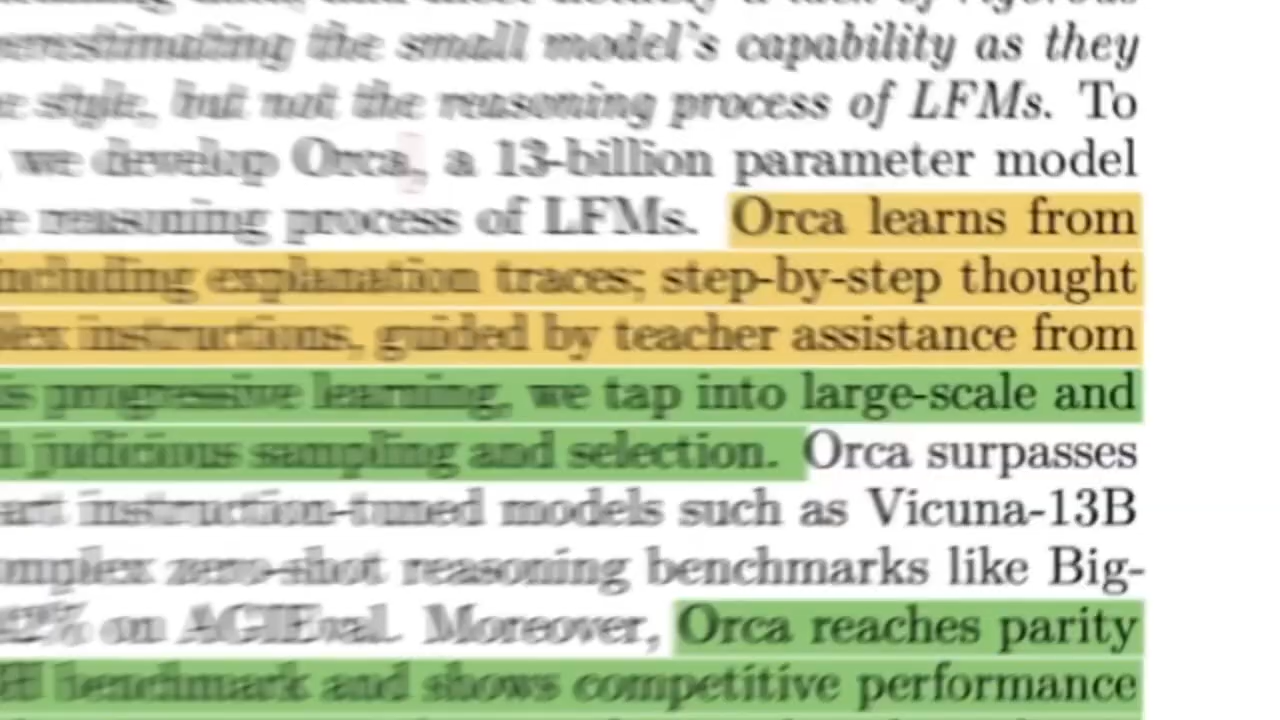 overestimating the small model's capability as they
style, but not the reasoning process of LFMs. To
we develop Orca, a 13-billion parameter model
reasoning process of LFMs. Orca learns from
including explanation traces; step-by-step thought
instructions, guided by teacher assistance from
progressive learning, we tap into large-scale and
judicious sampling and selection. Orca surpasses
instruction-tuned models such as Vicuna-13B
zero-shot reasoning benchmarks like Big-
on AGIEval. Moreover, Orca reaches parity
benchmark and shows competitive performance